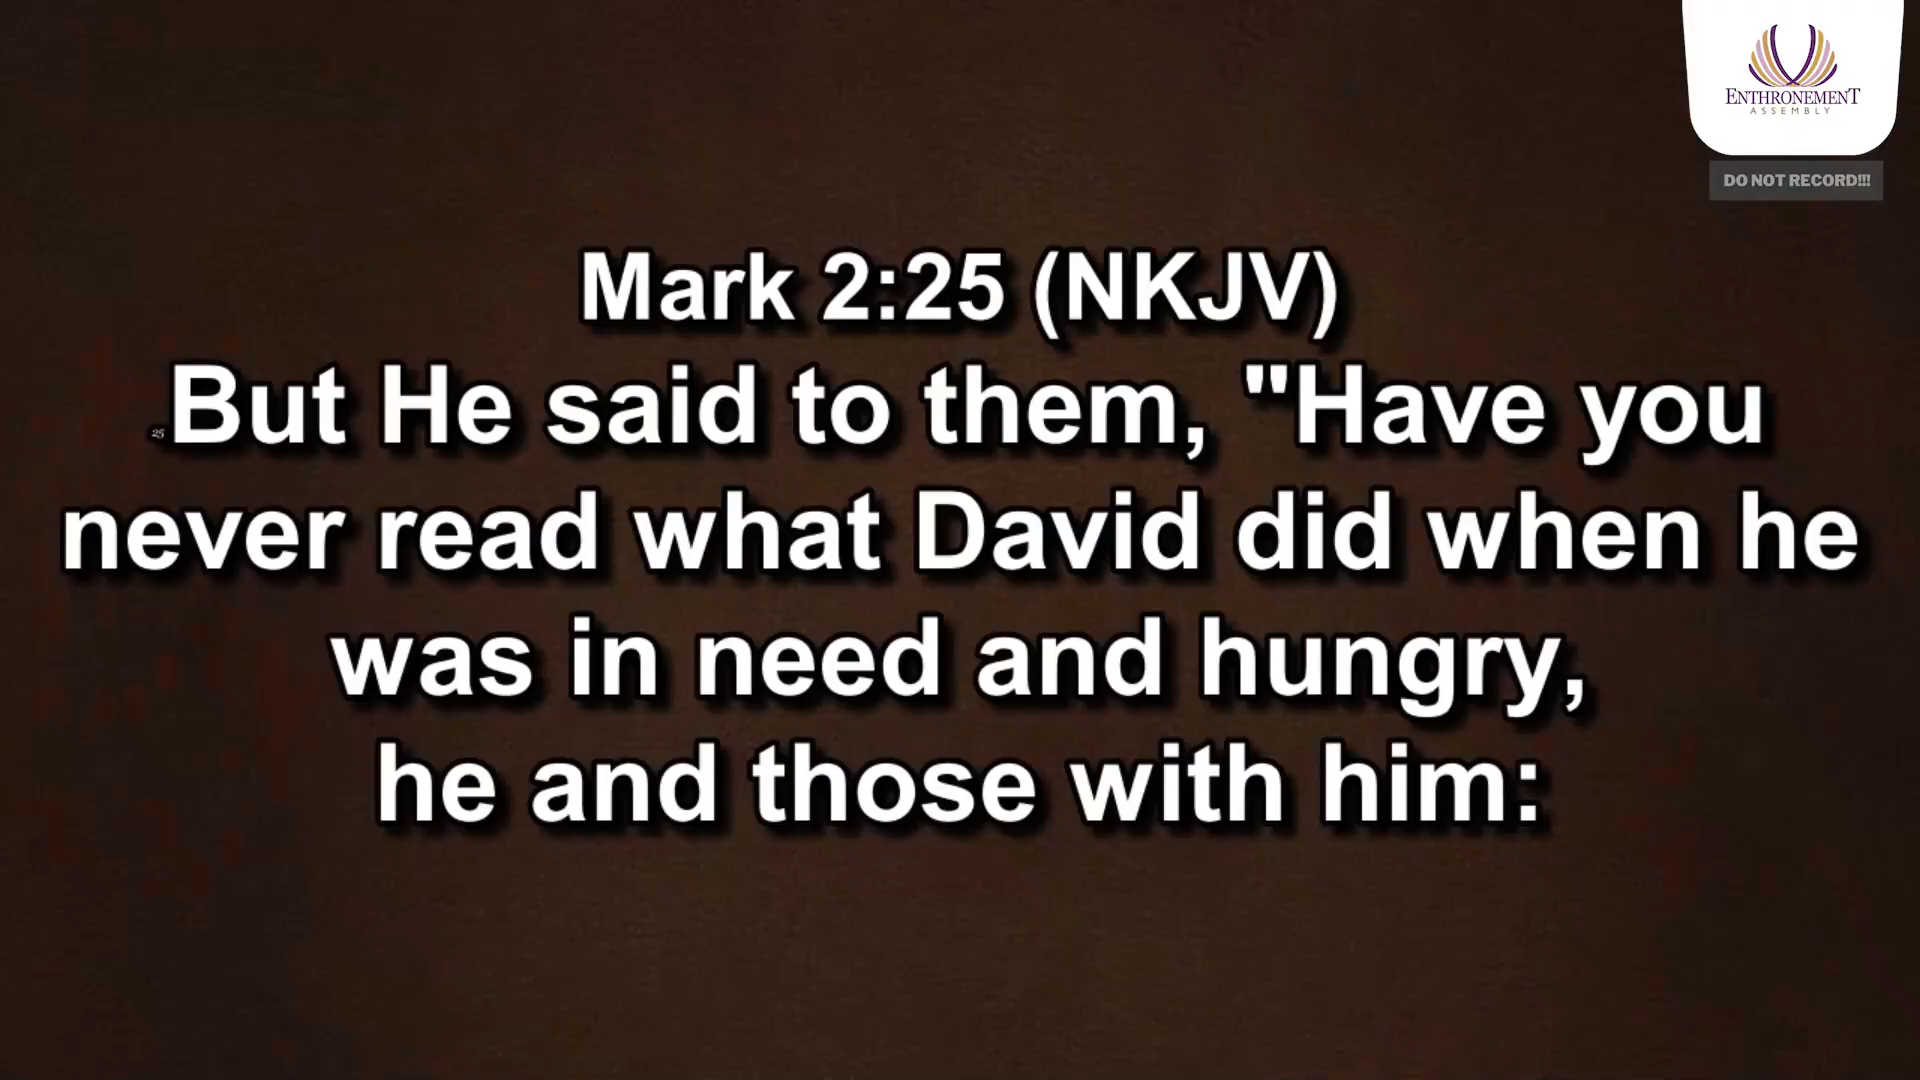 ENTHRONEMENT
ASSEMBLY
DO NOT RECORD!!!
Mark 2:25 (NKJV)
25 But He said to them, "Have you
never read what David did when he
was in need and hungry,
he and those with him: